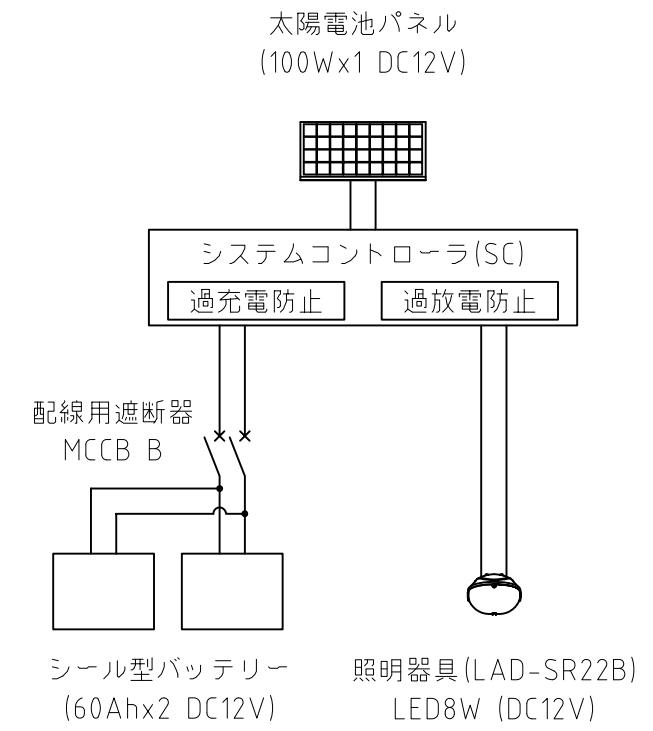 太陽電池パネル
(100Wx1 DC12V)
システムコントローラ(SC)
過充電防止
過放電防止
配線用遮断器
MCCB B
シール型バッテリー
(60Ahx2 DC12V)
照明器具(LAD-SR22B)
LED8W (DC12V)